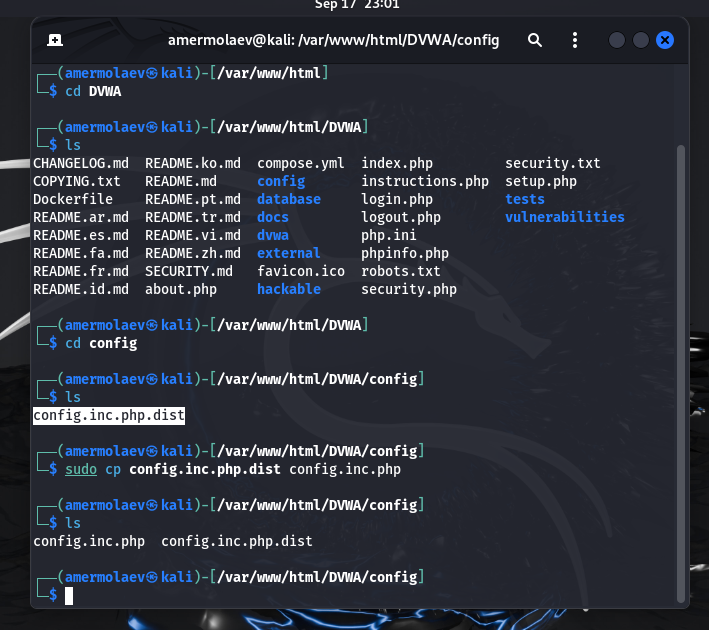 Sep 17 23:01
amermolaev@kali: /var/www/html/DVWA/config
┌──(amermolaev㉿kali)-[/var/www/html]
└─$ cd DVWA
┌──(amermolaev㉿kali)-[/var/www/html/DVWA]
└─$ ls
CHANGELOG.md README.ko.md compose.yml index.php security.txt
COPYING.txt README.md config instructions.php setup.php
Dockerfile README.pt.md database login.php tests
README.ar.md README.tr.md docs logout.php vulnerabilities
README.es.md README.vi.md dvwa php.ini
README.fa.md README.zh.md external phpinfo.php
README.fr.md SECURITY.md favicon.ico robots.txt
README.id.md about.php hackable security.php
┌──(amermolaev㉿kali)-[/var/www/html/DVWA]
└─$ cd config
┌──(amermolaev㉿kali)-[/var/www/html/DVWA/config]
└─$ ls
config.inc.php.dist
┌──(amermolaev㉿kali)-[/var/www/html/DVWA/config]
└─$ sudo cp config.inc.php.dist config.inc.php
┌──(amermolaev㉿kali)-[/var/www/html/DVWA/config]
└─$ ls
config.inc.php config.inc.php.dist
┌──(amermolaev㉿kali)-[/var/www/html/DVWA/config]
└─$